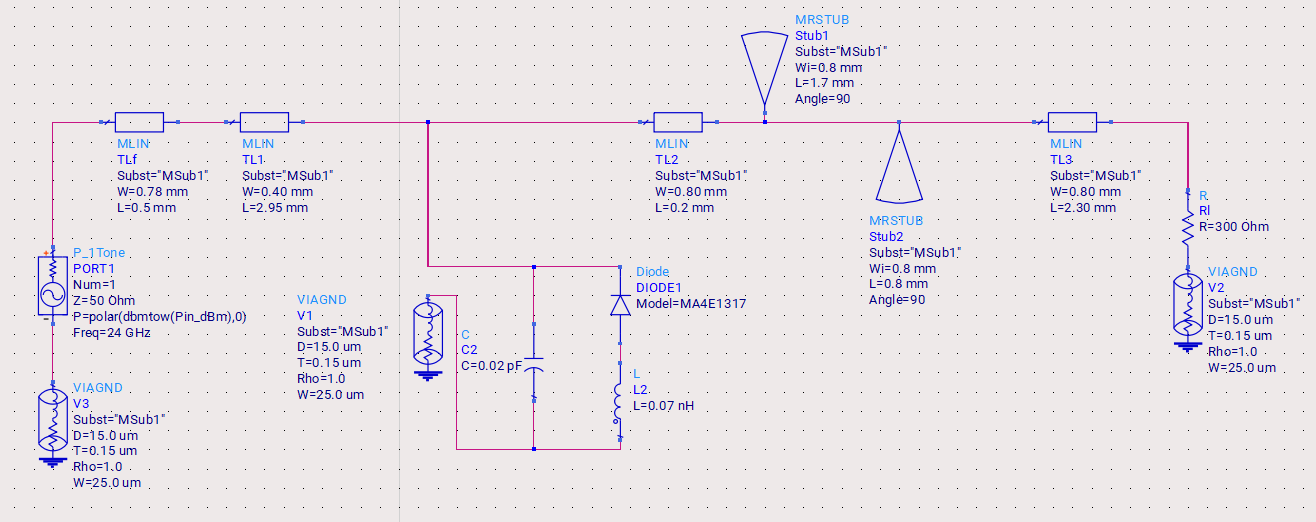 MRSTUB
Stub1
Subst="MSub1"
Wi=0.8 mm
L=1.7 mm
Angle=90
MLIN
TLf
Subst="MSub1"
W=0.78 mm
L=0.5 mm
MLIN
TL1
Subst="MSub1"
W=0.40 mm
L=2.95 mm
MLIN
TL2
Subst="MSub1"
W=0.80 mm
L=0.2 mm
MLIN
TL3
Subst="MSub1"
W=0.80 mm
L=2.30 mm
MRSTUB
Stub2
Subst="MSub1"
Wi=0.8 mm
L=0.8 mm
Angle=90
R
Rl
R=300 Ohm
+
P_1Tone
PORT1
Num=1
Z=50 Ohm
P=polar(dbmtow(Pin_dBm),0)
Freq=24 GHz
-
VIAGND
V1
Subst="MSub1"
D=15.0 um
T=0.15 um
Rho=1.0
W=25.0 um
C
C2
C=0.02 pF
Diode
DIODE1
Model=MA4E1317
L
L2
L=0.07 nH
VIAGND
V2
Subst="MSub1"
D=15.0 um
T=0.15 um
Rho=1.0
W=25.0 um
VIAGND
V3
Subst="MSub1"
D=15.0 um
T=0.15 um
Rho=1.0
W=25.0 um